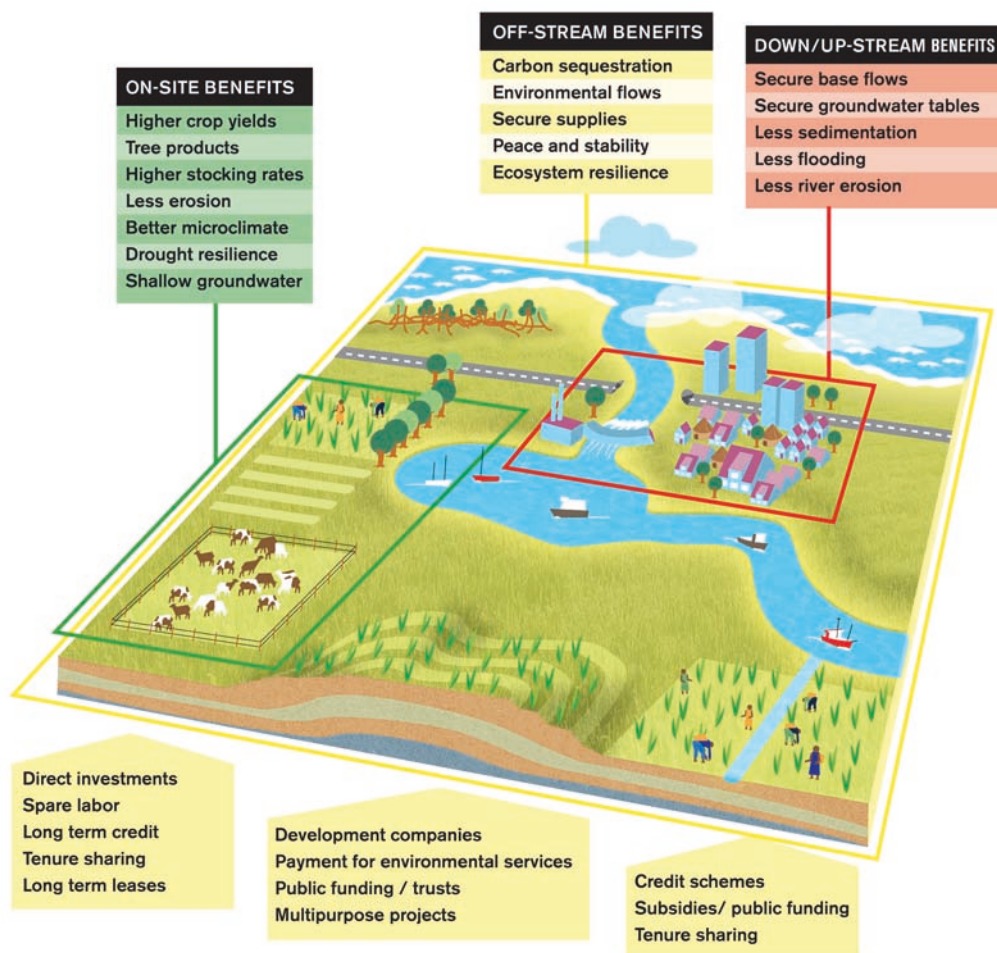 ON-SITE BENEFITS
Higher crop yields
Tree products
Higher stocking rates
Less erosion
Better microclimate
Drought resilience
Shallow groundwater
OFF-STREAM BENEFITS
Carbon sequestration
Environmental flows
Secure supplies
Peace and stability
Ecosystem resilience
DOWN/UP-STREAM BENEFITS
Secure base flows
Secure groundwater tables
Less sedimentation
Less flooding
Less river erosion
Direct investments
Spare labor
Long term credit
Tenure sharing
Long term leases
Development companies
Payment for environmental services
Public funding / trusts
Multipurpose projects
Credit schemes
Subsidies/ public funding
Tenure sharing